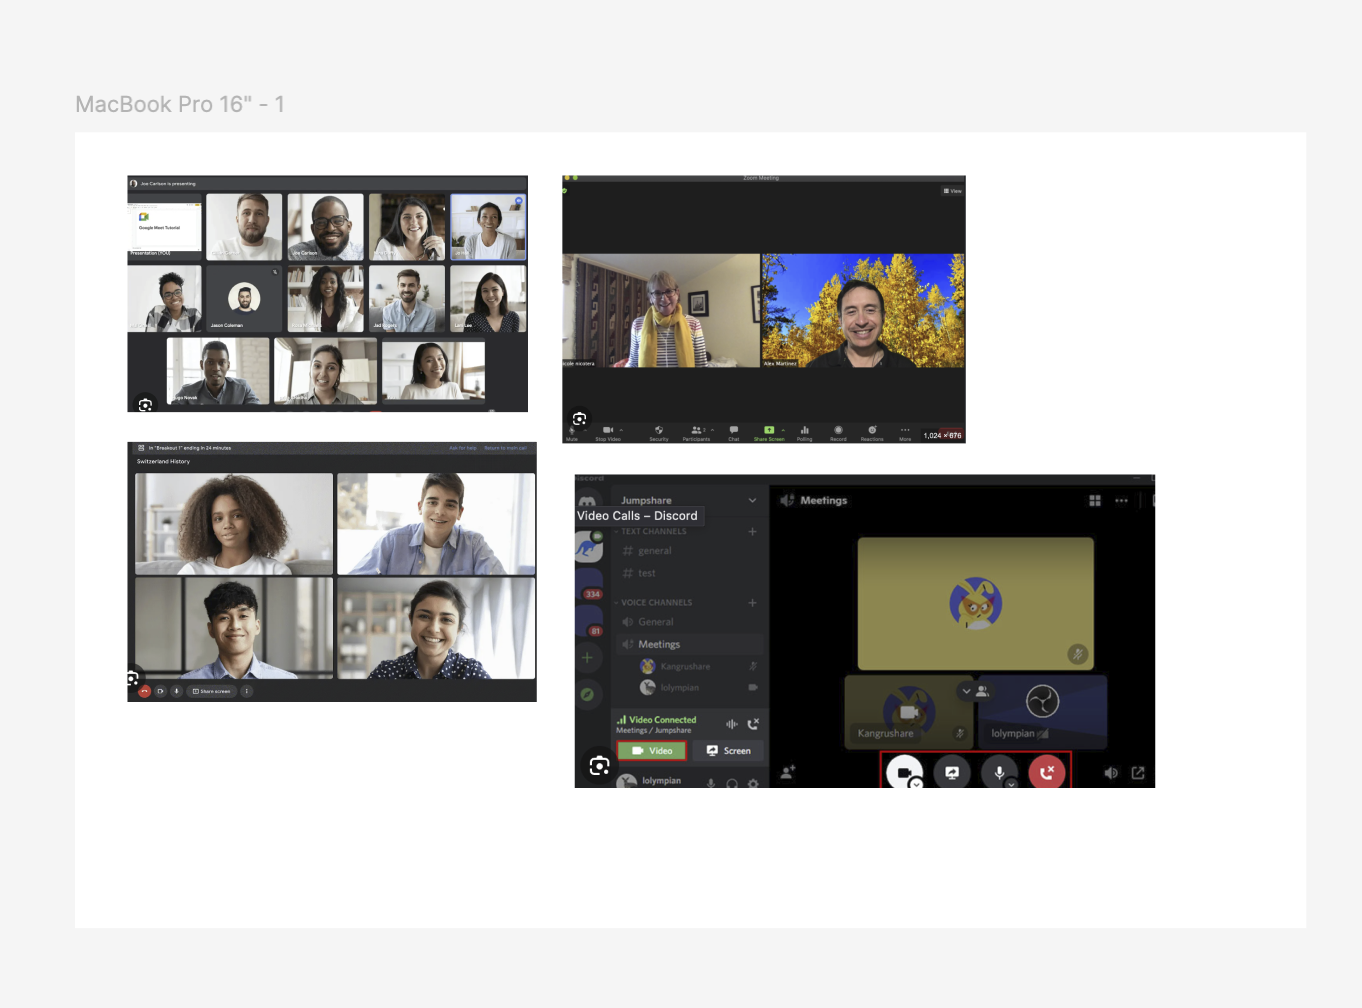 MacBook Pro 16" - 1
Joe Carlson is presenting
Google Meet Tutorial
Presentation (YOU)
Joe Carlson
Jason Coleman
Novak
In "Breakout 1" ending in 24 minutes
Ask for help
Return to main call
Switzerland History
Share screen
Zoom Meeting
View
nicolera
Alex Martinez
Mute
Stop Video
Security
Participants
2
Chat
Share Screen
Polling
Record
Reactions
More
1,024 × 676
Jumpshare
Video Calls – Discord
TEXT CHANNELS
# general
# test
334
VOICE CHANNELS
General
81
Meetings
Kangrushare
lolympian
Video Connected
Meetings / Jumpshare
Video
Screen
lolympian
Meetings
Kangrushare
lolympian